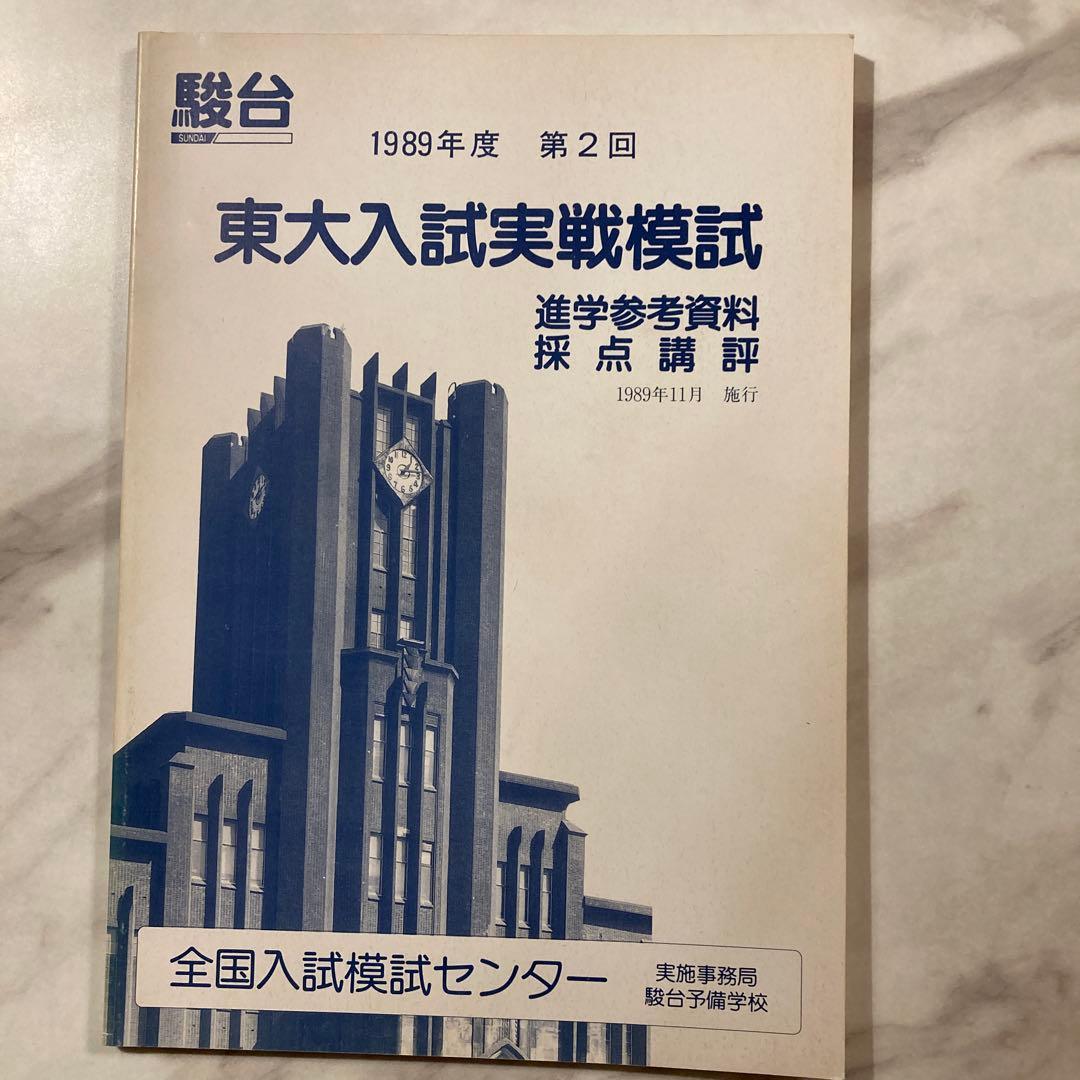 駿台
SUNDAI
1989年度 第2回
東大入試実戦模試
進学参考資料
採点講評
1989年11月 施行
全国入試模試センター
実施事務局
駿台予備学校